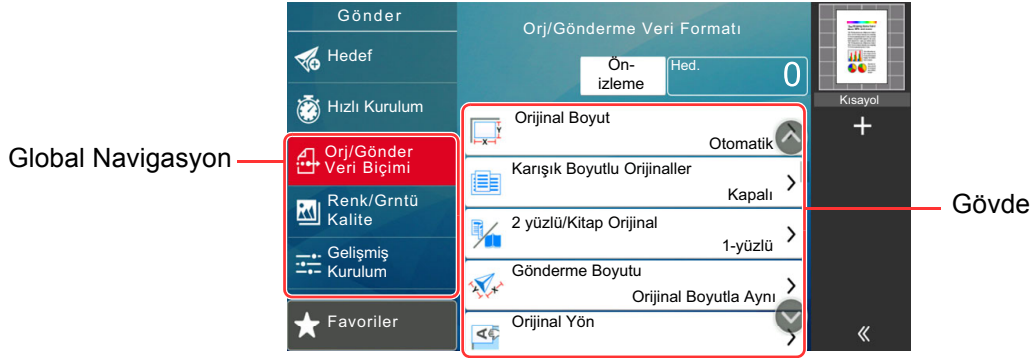 Gönder
Orj/Gönderme Veri Formatı
Hedef
Ön-
izleme
Hed.
0
Kısayol
Hızlı Kurulum
Orijinal Boyut
Otomatik
Global Navigasyon
Orj/Gönder
Veri Biçimi
Karışık Boyutlu Orijinaller
Kapalı
Gövde
Renk/Grntü
Kalite
2 yüzlü/Kitap Orijinal
1-yüzlü
Gelişmiş
Kurulum
Gönderme Boyutu
Orijinal Boyutla Aynı
Favoriler
Orijinal Yön